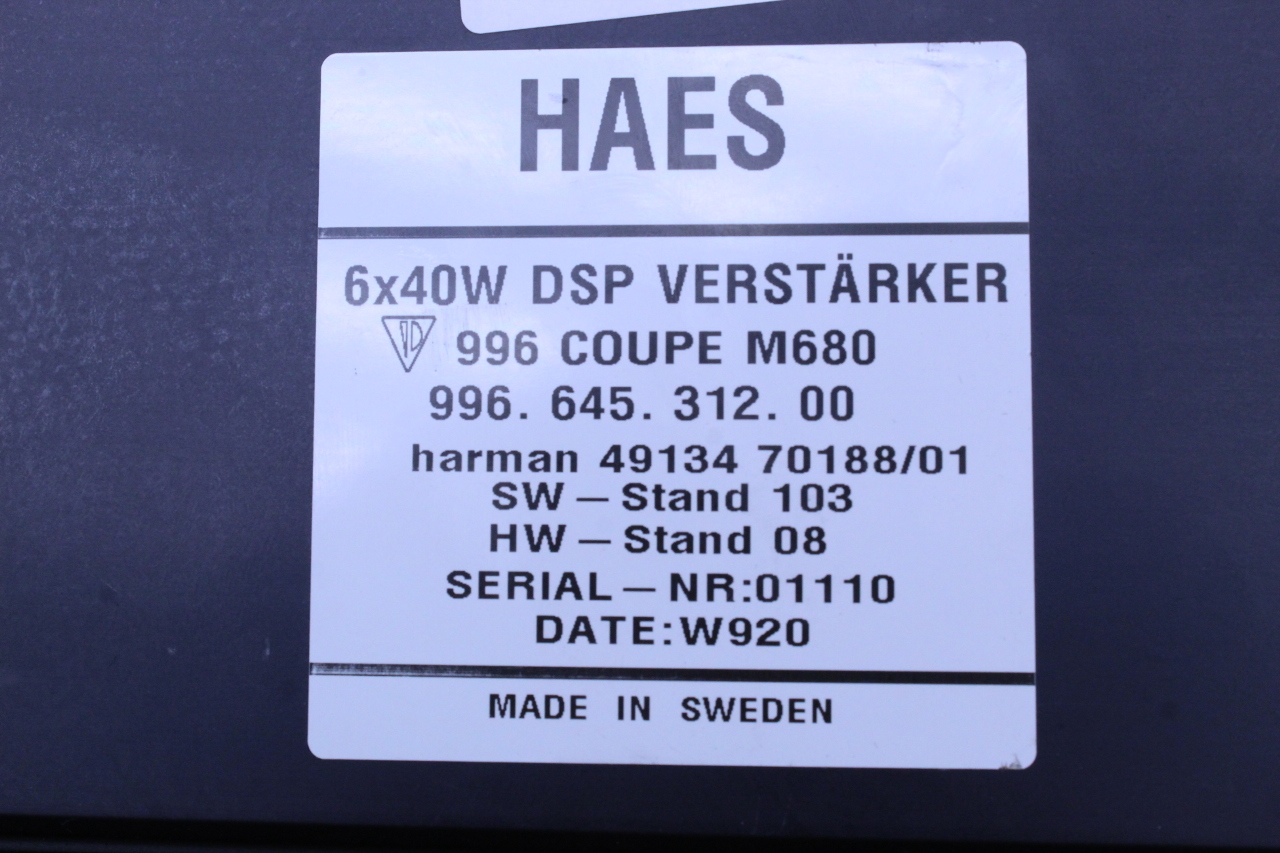 HAES
6x40W DSP VERSTÄRKER
996 COUPE M680
996. 645. 312. 00
harman 49134 70188/01
SW – Stand 103
HW – Stand 08
SERIAL – NR:01110
DATE:W920
MADE IN SWEDEN